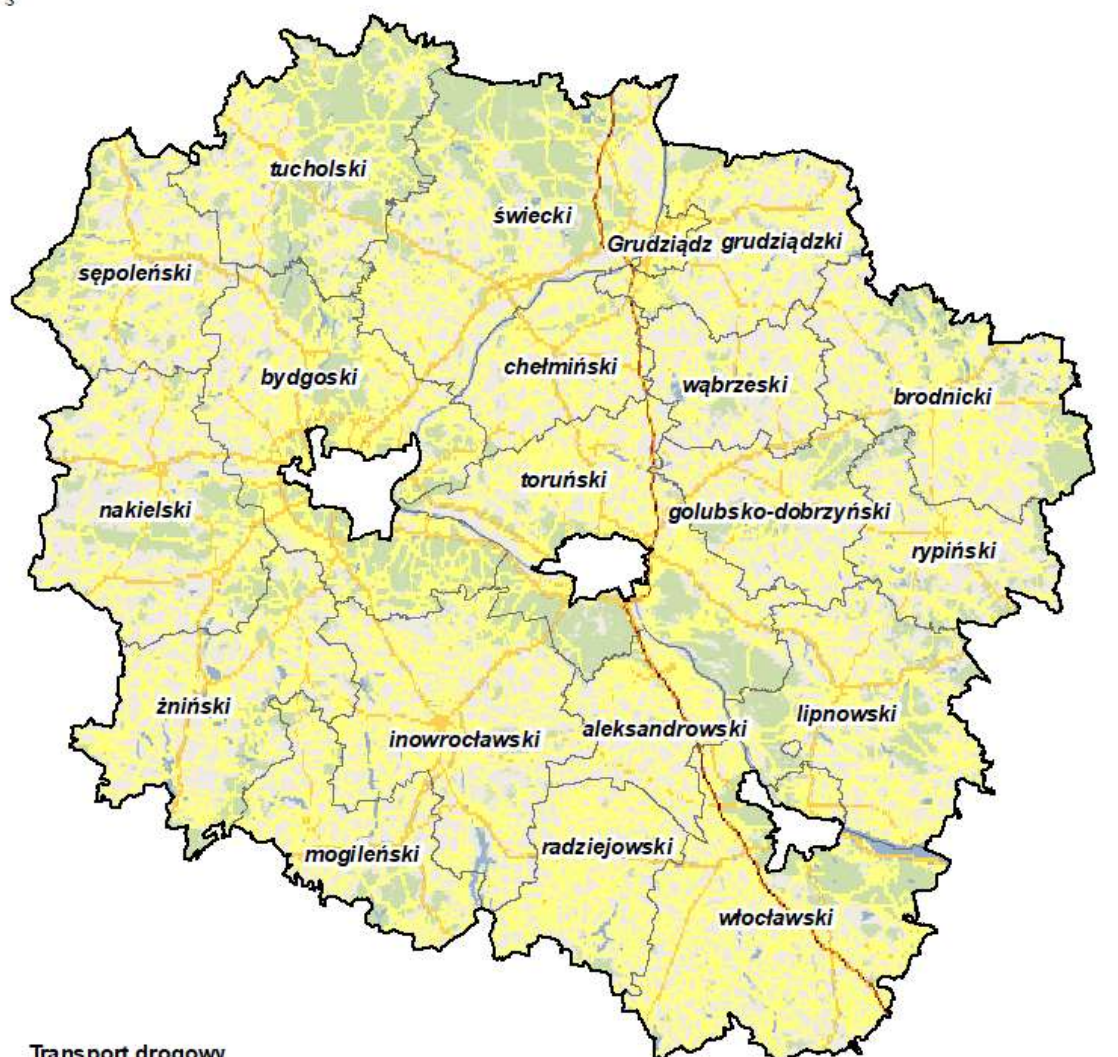 tucholski
świecki
Grudziądz grudziądzki
sępoleński
bydgoski
chełmiński
wąbrzeski
brodnicki
nakielski
toruński
golubsko-dobrzyński
rypiński
żniński
inowrocławski
aleksandrowski
lipnowski
mogileński
radziejowski
włocławski
Transport drogowy